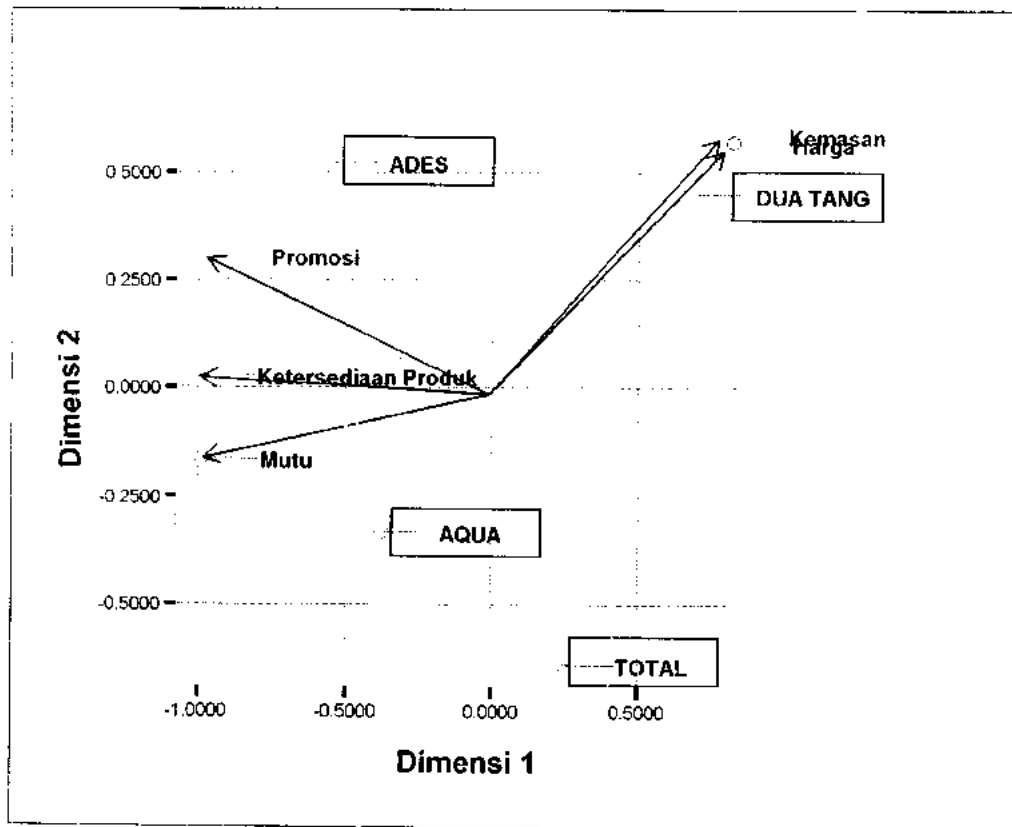 Kemasan
Harga
ADES
0.5000
DUA TANG
Promosi
0.2500
Dimensi 2
Ketersediaan Produk
0.0000
Mutu
-0.2500
AQUA
-0.5000
TOTAL
-1.0000
-0.5000
0.0000
0.5000
Dimensi 1